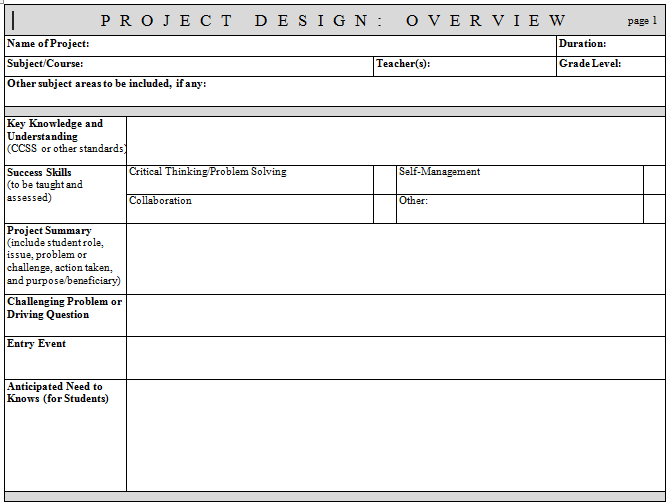 PROJECT DESIGN: OVERVIEW page 1
Name of Project: Duration:
Subject/Course: Teacher(s): Grade Level:
Other subject areas to be included, if any:
Key Knowledge and
Understanding
(CCSS or other standards)
Success Skills
(to be taught and
assessed)
Critical Thinking/Problem Solving Self-Management
Collaboration Other:
Project Summary
(include student role,
issue, problem or
challenge, action taken,
and purpose/beneficiary)
Challenging Problem or
Driving Question
Entry Event
Anticipated Need to
Knows (for Students)